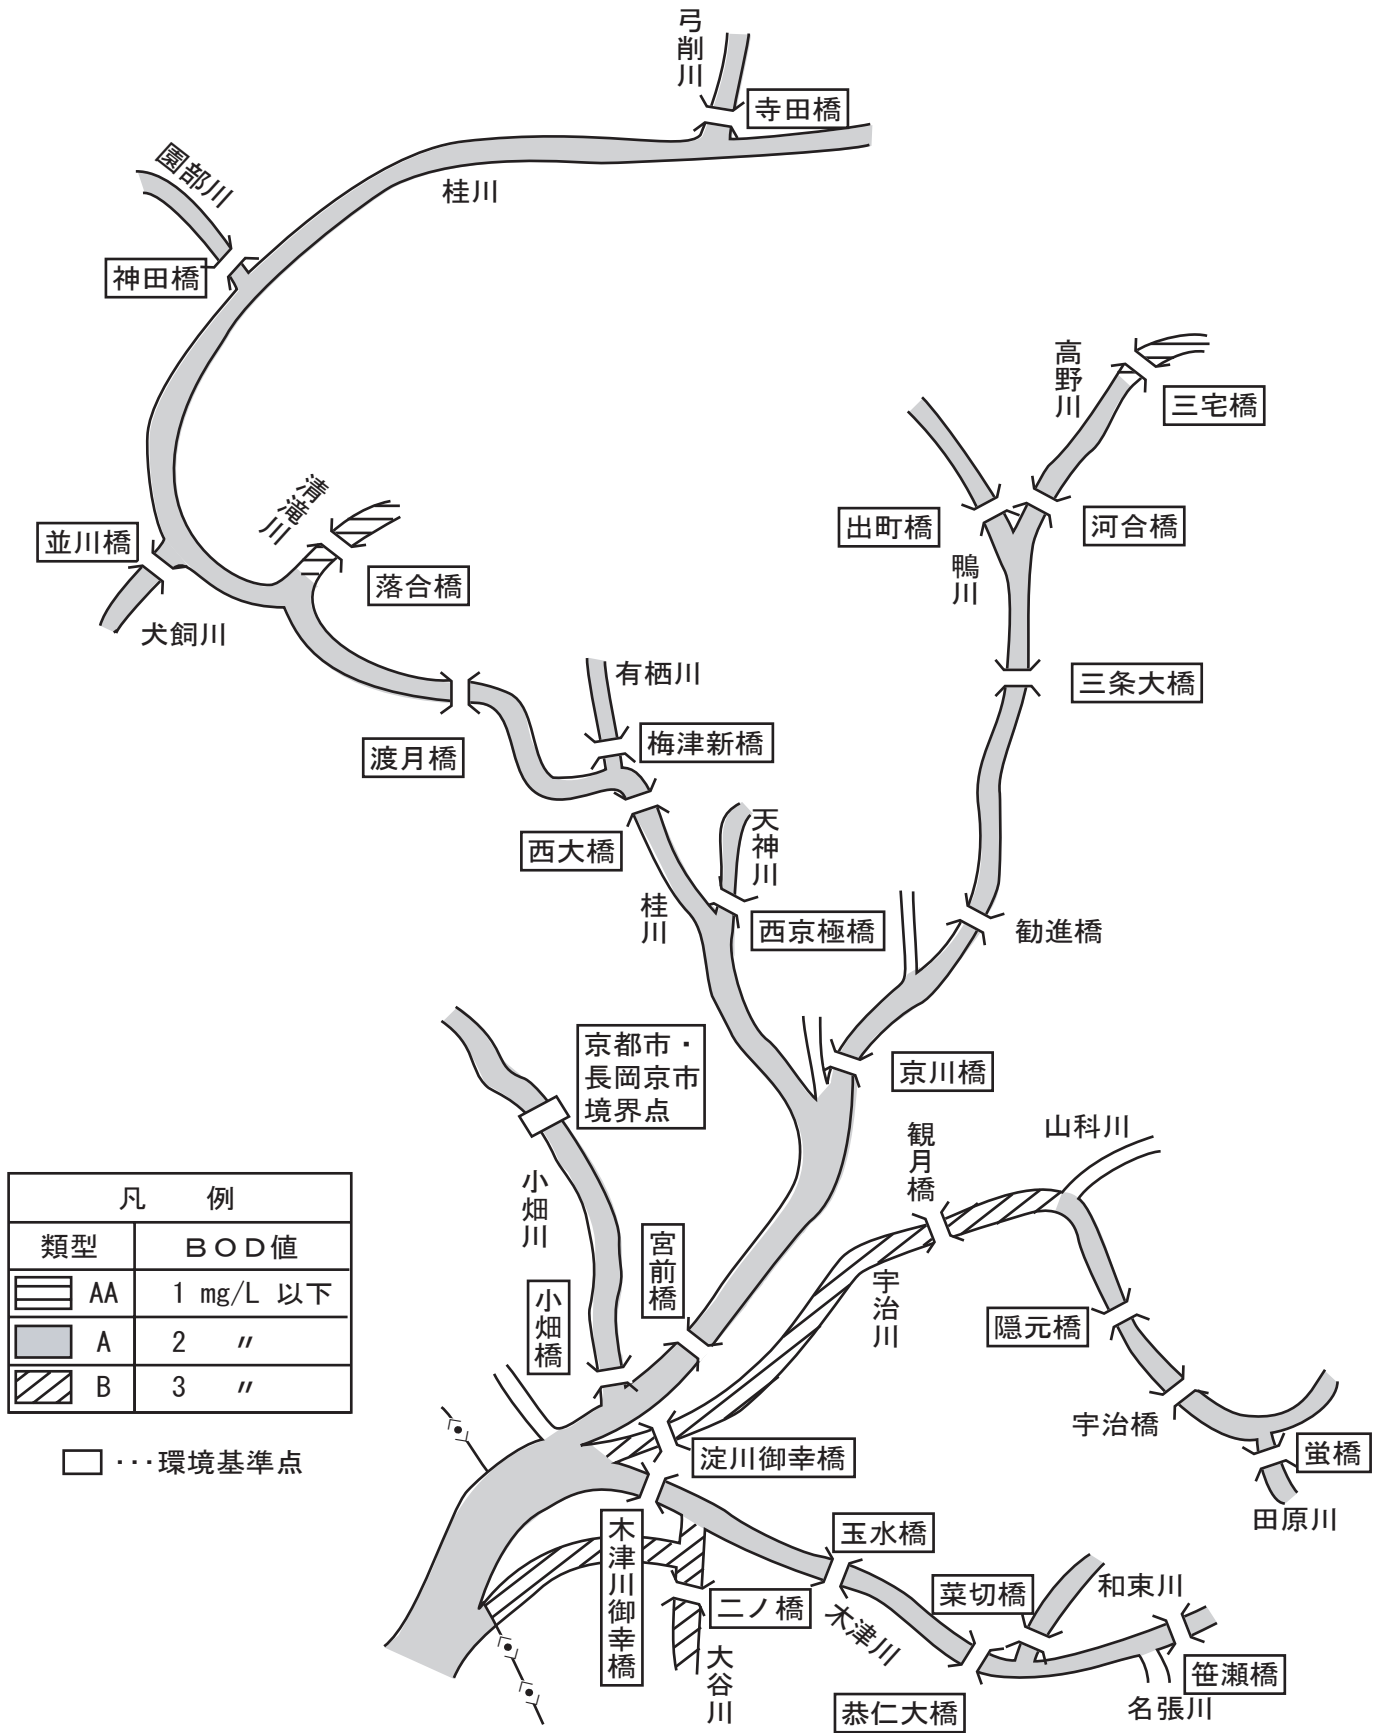 弓削川
寺田橋
園部川
桂川
神田橋
高野川
三宅橋
清滝川
並川橋
落合橋
犬飼川
出町橋
河合橋
鴨川
有栖川
三条大橋
梅津新橋
渡月橋
天神川
西大橋
桂川
西京極橋
勧進橋
京都市・
長岡京市
境界点
京川橋
観月橋
山科川
小畑川
凡 例
類型 BOD値
AA 1 mg/L 以下
A 2 〃
B 3 〃
宮前橋
小畑橋
宇治川
隠元橋
宇治橋
蛍橋
田原川
…環境基準点
淀川御幸橋
木津川御幸橋
玉水橋
二ノ橋
木津川
菜切橋
和束川
大谷川
恭仁大橋
名張川
笹瀬橋